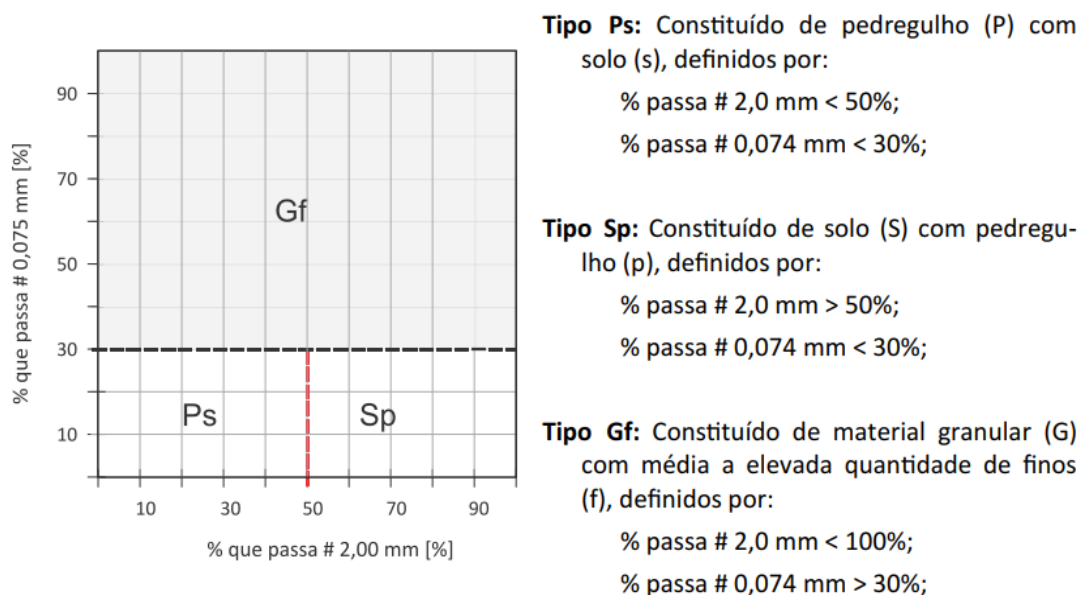 90
70
50
30
10
% que passa # 0,075 mm [%]
Gf
Ps
Sp
10
30
50
70
90
% que passa # 2,00 mm [%]
Tipo Ps: Constituído de pedregulho (P) com
solo (s), definidos por:
% passa # 2,0 mm < 50%;
% passa # 0,074 mm < 30%;
Tipo Sp: Constituído de solo (S) com pedregu-
lho (p), definidos por:
% passa # 2,0 mm > 50%;
% passa # 0,074 mm < 30%;
Tipo Gf: Constituído de material granular (G)
com média a elevada quantidade de finos
(f), definidos por:
% passa # 2,0 mm < 100%;
% passa # 0,074 mm > 30%;